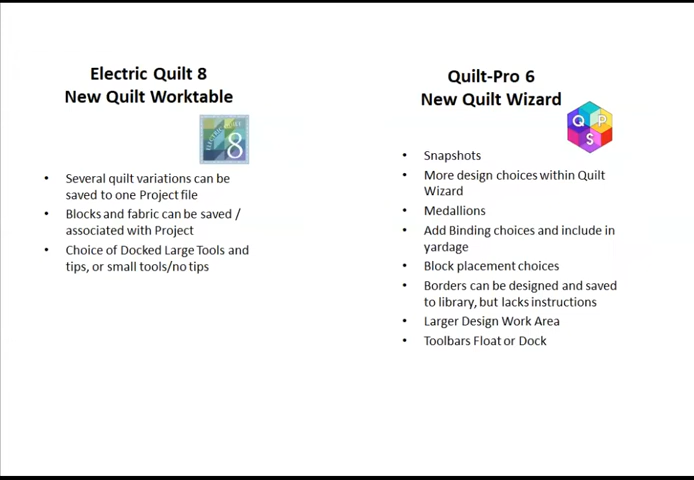 Electric Quilt 8
New Quilt Worktable
8
• Several quilt variations can be
saved to one Project file
• Blocks and fabric can be saved /
associated with Project
• Choice of Docked Large Tools and
tips, or small tools/no tips
Quilt-Pro 6
New Quilt Wizard
Q P
S
• Snapshots
• More design choices within Quilt
Wizard
• Medallions
• Add Binding choices and include in
yardage
• Block placement choices
• Borders can be designed and saved
to library, but lacks instructions
• Larger Design Work Area
• Toolbars Float or Dock